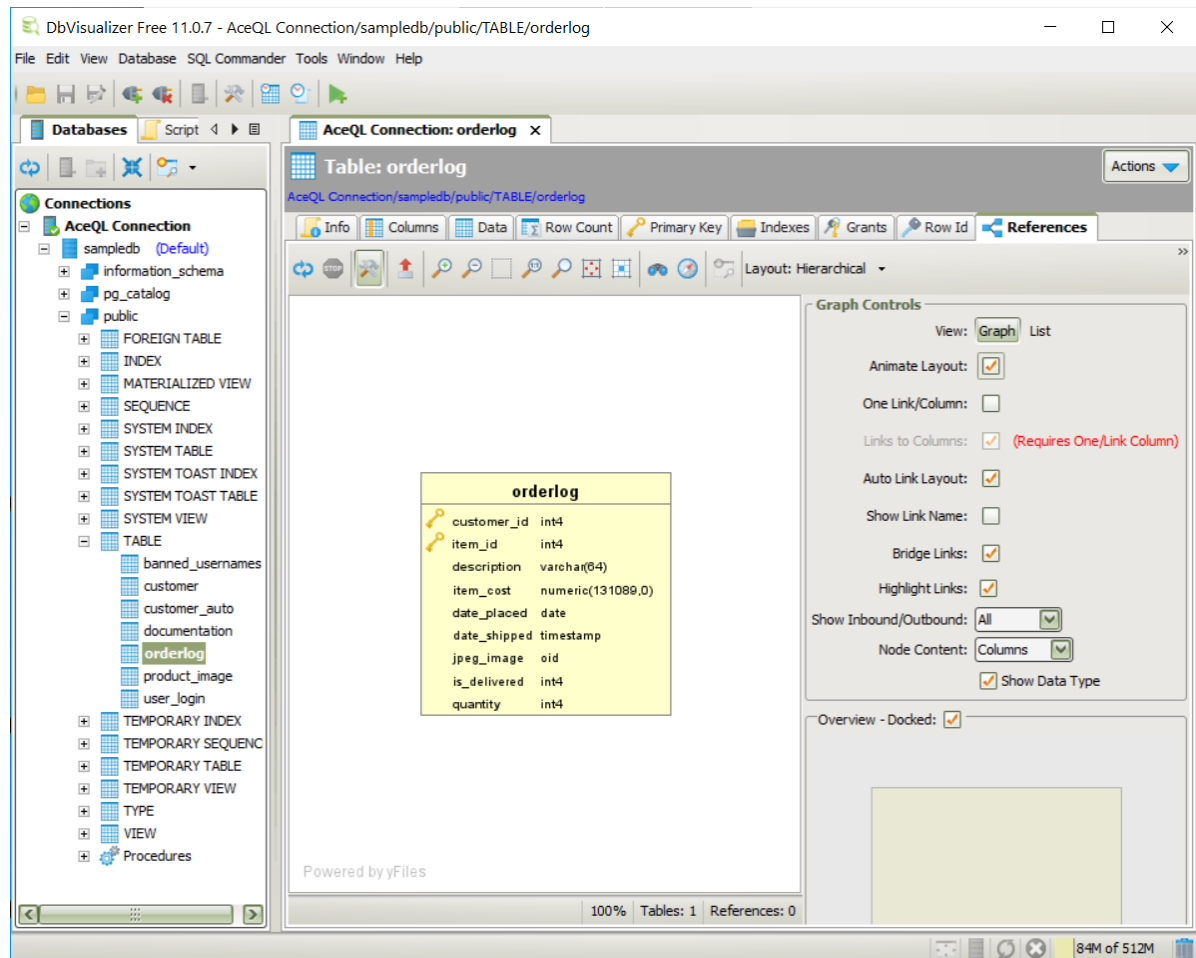 DbVisualizer Free 11.0.7 - AceQL Connection/sampledb/public/TABLE/orderlog
File Edit View Database SQL Commander Tools Window Help
Databases Script
AceQL Connection: orderlog
Table: orderlog
Actions
AceQL Connection/sampledb/public/TABLE/orderlog
Info Columns Data Row Count Primary Key Indexes Grants Row Id References
STOP Layout: Hierarchical
Connections
AceQL Connection
sampledb (Default)
information_schema
pg_catalog
public
FOREIGN TABLE
INDEX
MATERIALIZED VIEW
SEQUENCE
SYSTEM INDEX
SYSTEM TABLE
SYSTEM TOAST INDEX
SYSTEM TOAST TABLE
SYSTEM VIEW
TABLE
banned_usernames
customer
customer_auto
documentation
orderlog
product_image
user_login
TEMPORARY INDEX
TEMPORARY SEQUENC
TEMPORARY TABLE
TEMPORARY VIEW
TYPE
VIEW
Procedures
orderlog
customer_id int4
item_id int4
description varchar(64)
item_cost numeric(131089,0)
date_placed date
date_shipped timestamp
jpeg_image oid
is_delivered int4
quantity int4
Powered by yFiles
100% Tables: 1 References: 0
Graph Controls
View: Graph List
Animate Layout:
One Link/Column:
Links to Columns: (Requires One/Link Column)
Auto Link Layout:
Show Link Name:
Bridge Links:
Highlight Links:
Show Inbound/Outbound: All
Node Content: Columns
Show Data Type
Overview - Docked:
84M of 512M